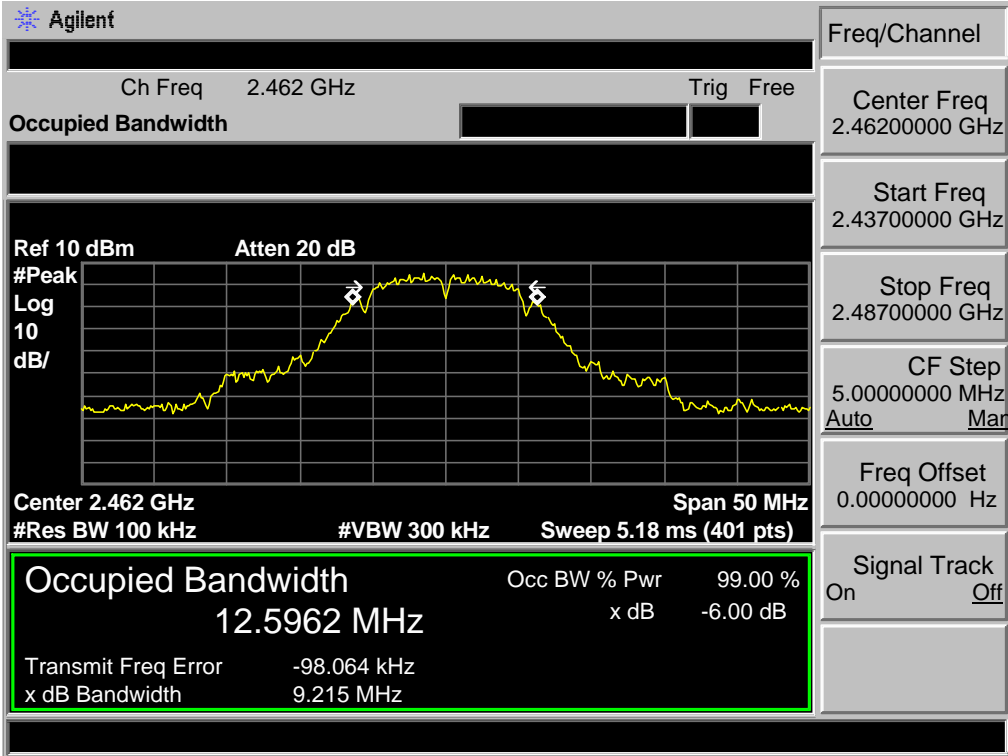 Agilent
Freq/Channel
Ch Freq 2.462 GHz Trig Free
Occupied Bandwidth
Center Freq
2.46200000 GHz
Start Freq
2.43700000 GHz
Stop Freq
2.48700000 GHz
CF Step
5.00000000 MHz
Auto Mar
Freq Offset
0.00000000 Hz
Signal Track
On Off
Ref 10 dBm Atten 20 dB
#Peak
Log
10
dB/
Center 2.462 GHz Span 50 MHz
#Res BW 100 kHz #VBW 300 kHz Sweep 5.18 ms (401 pts)
Occupied Bandwidth
12.5962 MHz
Occ BW % Pwr 99.00 %
x dB -6.00 dB
Transmit Freq Error -98.064 kHz
x dB Bandwidth 9.215 MHz